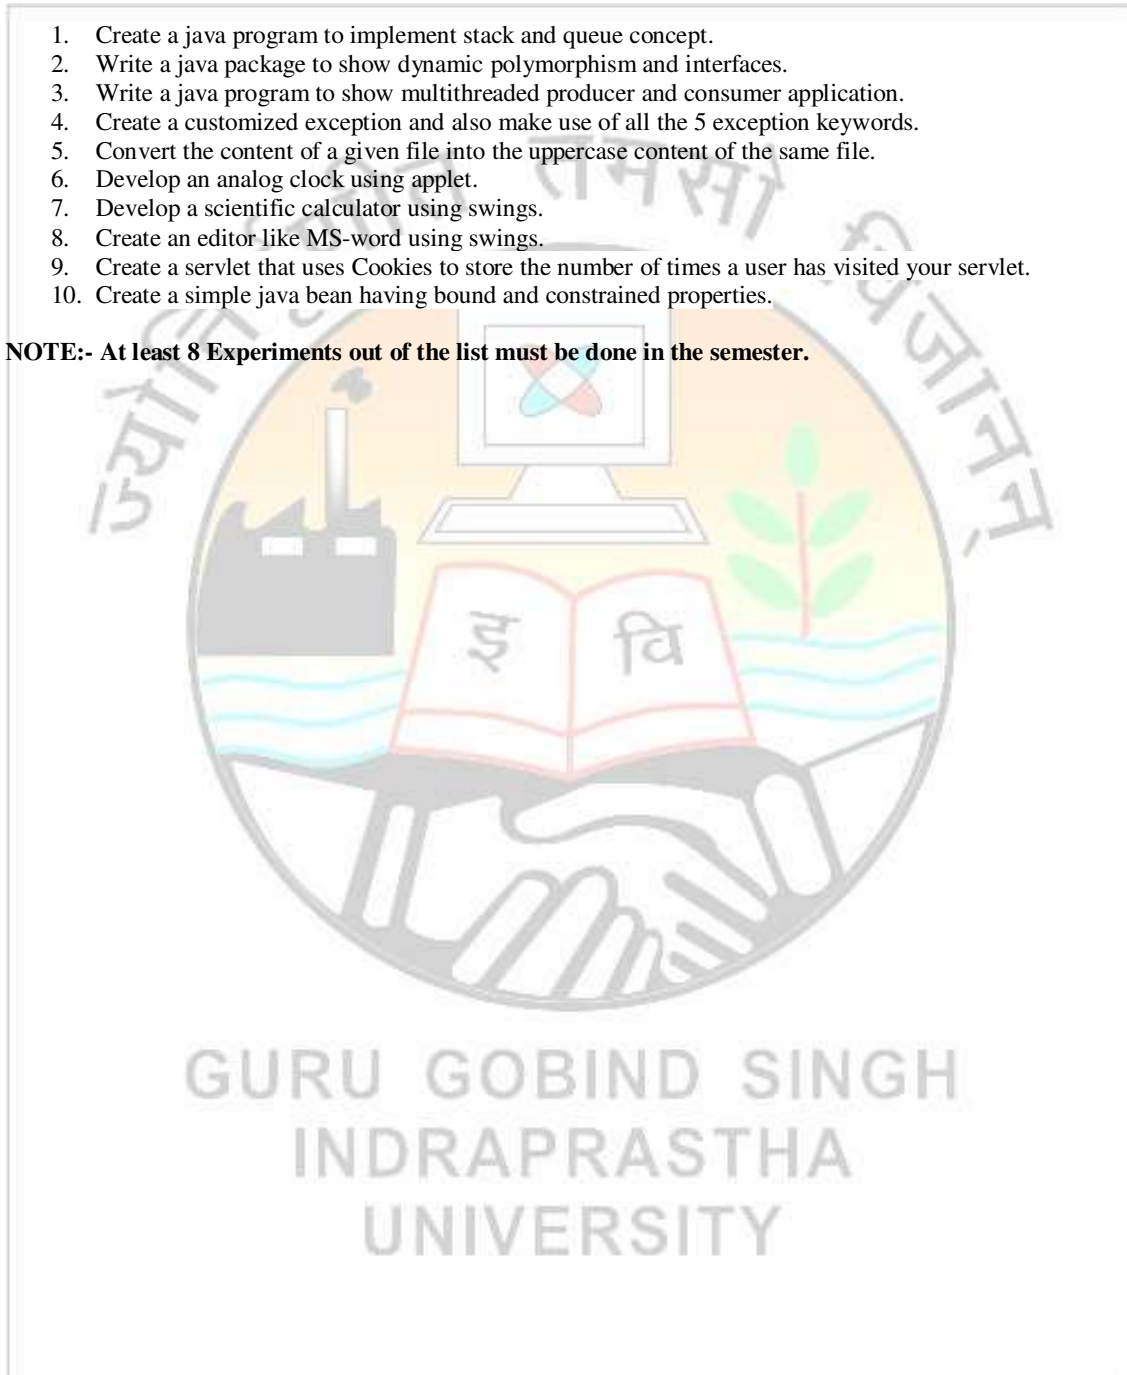 1. Create a java program to implement stack and queue concept.
2. Write a java package to show dynamic polymorphism and interfaces.
3. Write a java program to show multithreaded producer and consumer application.
4. Create a customized exception and also make use of all the 5 exception keywords.
5. Convert the content of a given file into the uppercase content of the same file.
6. Develop an analog clock using applet.
7. Develop a scientific calculator using swings.
8. Create an editor like MS-word using swings.
9. Create a servlet that uses Cookies to store the number of times a user has visited your servlet.
10. Create a simple java bean having bound and constrained properties.
NOTE:- At least 8 Experiments out of the list must be done in the semester.
तमसो
इ वि
GURU GOBIND SINGH
INDRAPRASTHA
UNIVERSITY